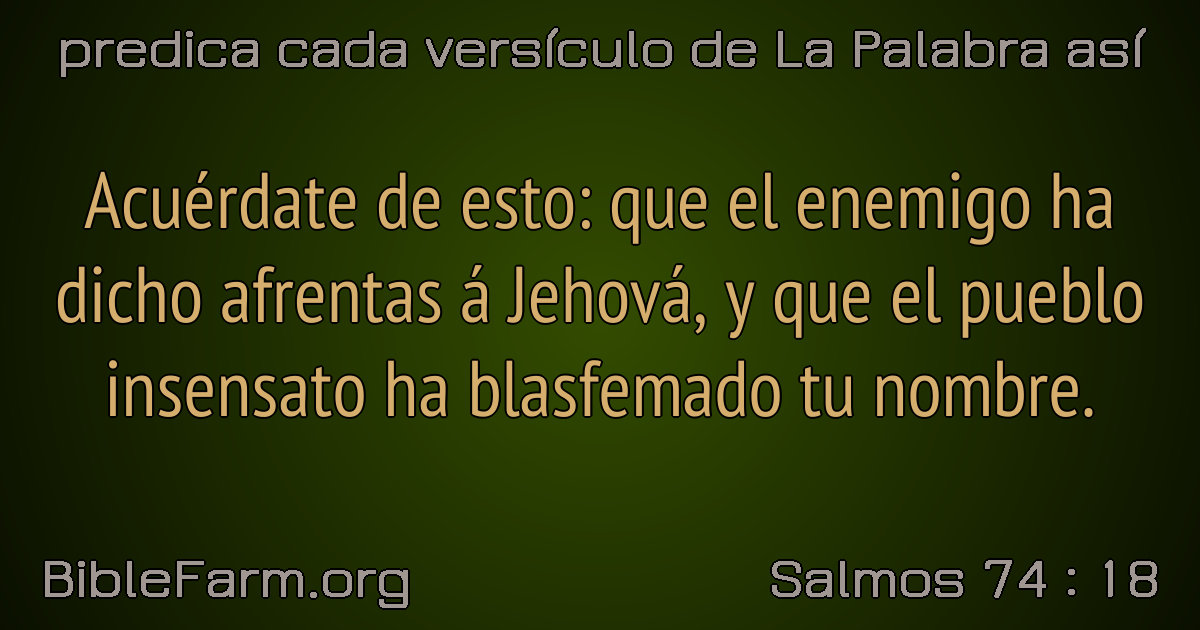 predica cada versículo de La Palabra así
Acuérdate de esto: que el enemigo ha
dicho afrentas á Jehová, y que el pueblo
insensato ha blasfemado tu nombre.
BibleFarm.org
Salmos 74 : 18